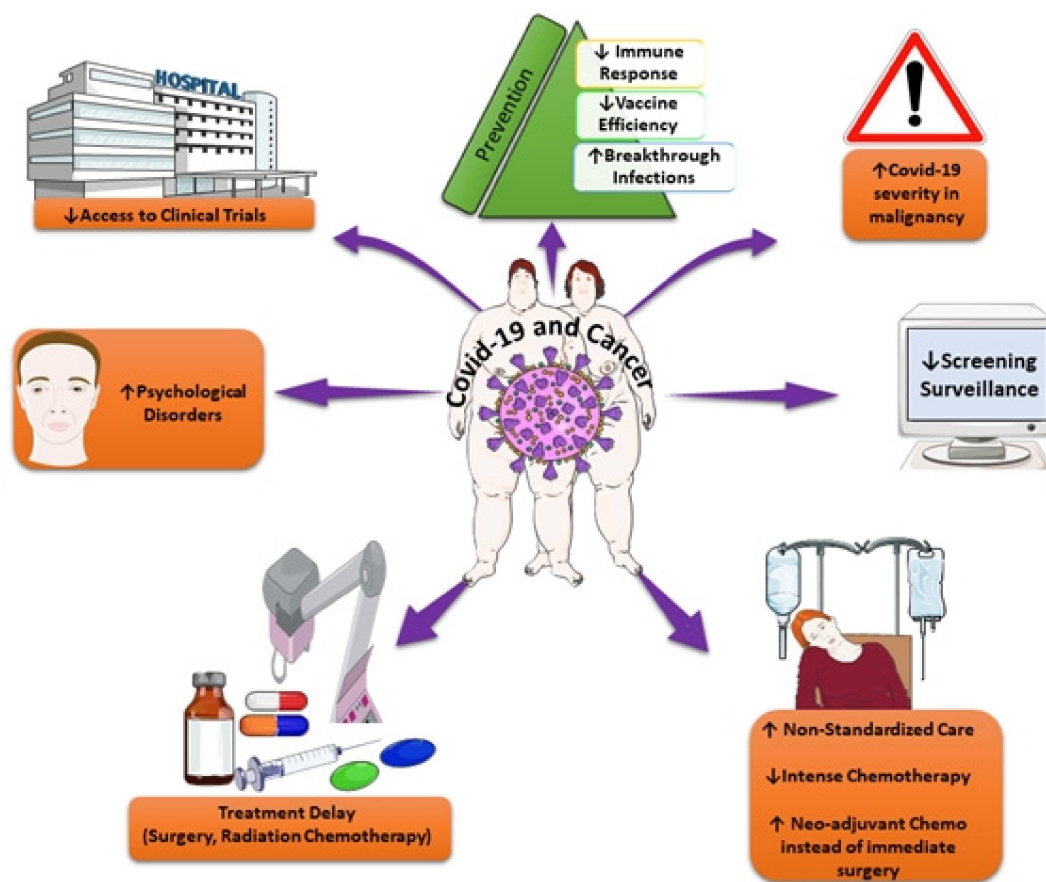 HOSPITAL
↓Access to Clinical Trials
Prevention
↓ Immune
Response
↓Vaccine
Efficiency
↑Breakthrough
Infections
↑Covid-19
severity in
malignancy
Covid-19 and Cancer
↑Psychological
Disorders
↓Screening
Surveillance
Treatment Delay
(Surgery, Radiation Chemotherapy)
↑ Non-Standardized Care
↓Intense Chemotherapy
↑ Neo-adjuvant Chemo
instead of immediate
surgery